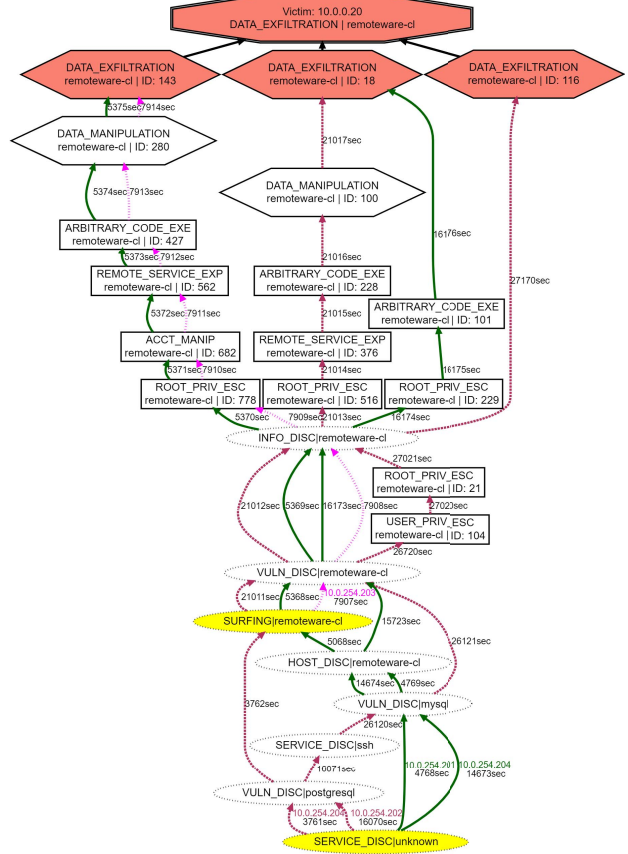 Victim: 10.0.0.20
DATA_EXFILTRATION | remoteware-cl
DATA_EXFILTRATION
remoteware-cl | ID: 143
DATA_EXFILTRATION
remoteware-cl | ID: 18
DATA_EXFILTRATION
remoteware-cl | ID: 116
5375sec
7914sec
DATA_MANIPULATION
remoteware-cl | ID: 280
21017sec
DATA_MANIPULATION
remoteware-cl | ID: 100
5374sec
7913sec
16176sec
ARBITRARY_CODE_EXE
remoteware-cl | ID: 427
5373sec
7912sec
21016sec
27170sec
REMOTE_SERVICE_EXP
remoteware-cl | ID: 562
ARBITRARY_CODE_EXE
remoteware-cl | ID: 228
ARBITRARY_CODE_EXE
remoteware-cl | ID: 101
5372sec
7911sec
21015sec
ACCT_MANIP
remoteware-cl | ID: 682
REMOTE_SERVICE_EXP
remoteware-cl | ID: 376
5371sec
7910sec
21014sec
16175sec
ROOT_PRIV_ESC
remoteware-cl | ID: 778
ROOT_PRIV_ESC
remoteware-cl | ID: 516
ROOT_PRIV_ESC
remoteware-cl | ID: 229
5370sec
7909sec
21013sec
16174sec
INFO_DISC|remoteware-cl
27021sec
ROOT_PRIV_ESC
remoteware-cl | ID: 21
21012sec
5369sec
16173sec
7908sec
27020sec
USER_PRIV_ESC
remoteware-cl | ID: 104
26720sec
VULN_DISC|remoteware-cl
21011sec
5368sec
10.0.254.203
7907sec
SURFING|remoteware-cl
15723sec
5068sec
26121sec
HOST_DISC|remoteware-cl
14674sec
4769sec
3762sec
VULN_DISC|mysql
26120sec
SERVICE_DISC|ssh
10071sec
10.0.254.201
4768sec
10.0.254.204
14673sec
VULN_DISC|postgresql
10.0.254.204
3761sec
10.0.254.202
16070sec
SERVICE_DISC|unknown